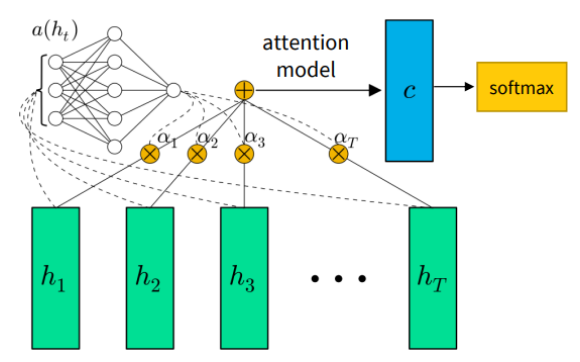 a(h_t)
attention
model
c
softmax
α_1
α_2
α_3
α_T
h_1
h_2
h_3
· · ·
h_T